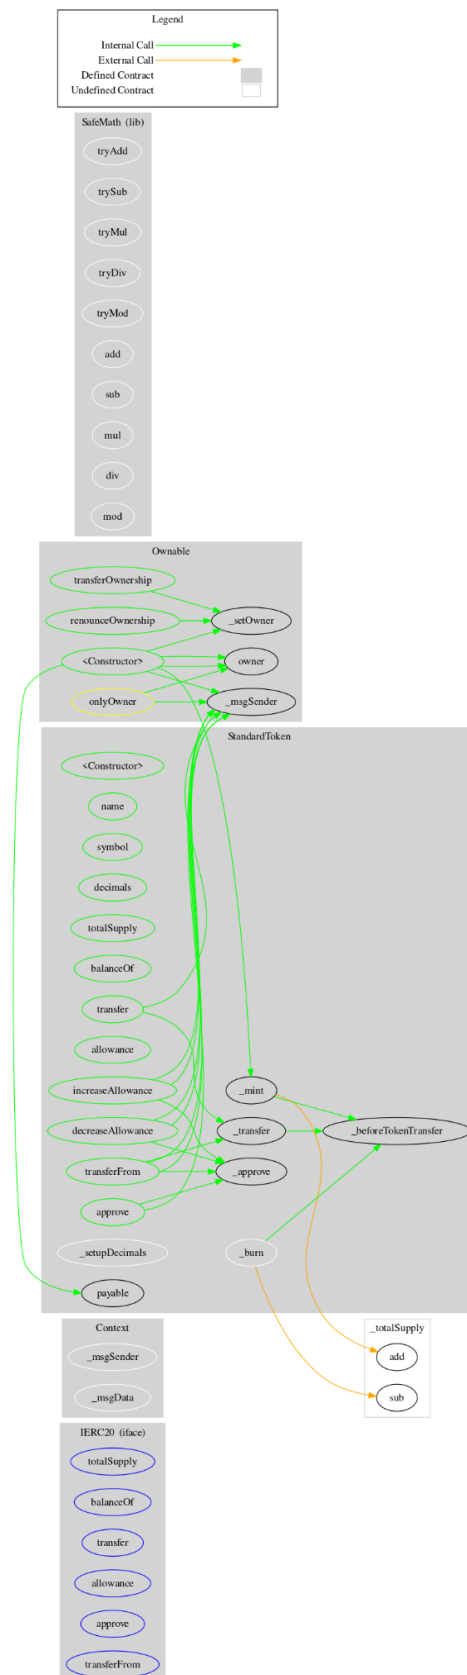 Legend
Internal Call
External Call
Defined Contract
Undefined Contract
SafeMath (lib)
tryAdd
trySub
tryMul
tryDiv
tryMod
add
sub
mul
div
mod
Ownable
transferOwnership
renounceOwnership
_setOwner
<Constructor>
owner
onlyOwner
_msgSender
StandardToken
<Constructor>
name
symbol
decimals
totalSupply
balanceOf
transfer
allowance
increaseAllowance
_mint
decreaseAllowance
_transfer
_beforeTokenTransfer
transferFrom
_approve
approve
_setupDecimals
_burn
payable
Context
_totalSupply
_msgSender
add
_msgData
sub
IERC20 (iface)
totalSupply
balanceOf
transfer
allowance
approve
transferFrom